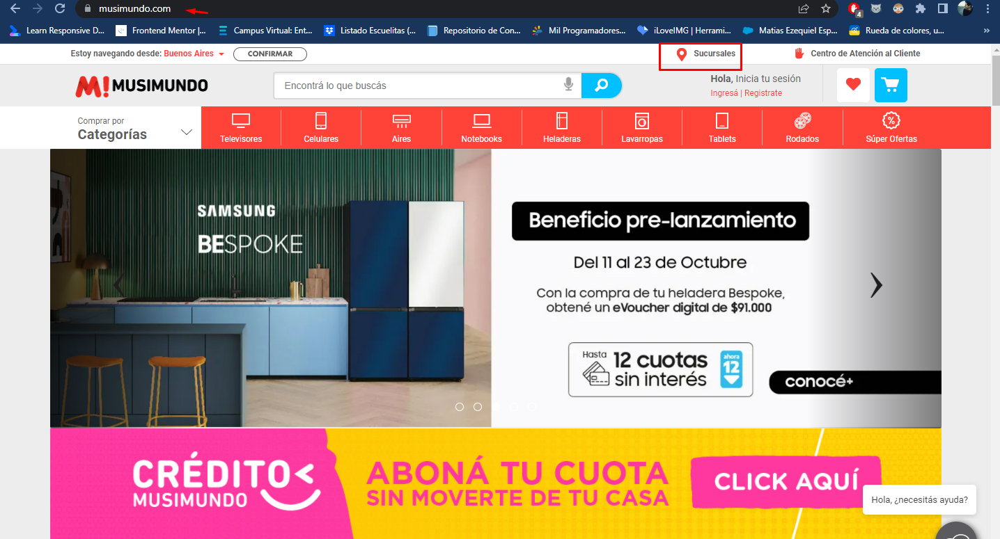 musimundo.com
4
Learn Responsive D...
Frontend Mentor |...
Campus Virtual: Ent...
Listado Escuelitas (...
Repositorio de Con...
Mil Programadores...
iLoveIMG | Herrami...
Matias Ezequiel Esp...
Rueda de colores, u...
»
Estoy navegando desde: Buenos Aires
CONFIRMAR
Sucursales
Centro de Atención al Cliente
M! MUSIMUNDO
Encontrá lo que buscás
Hola, Inicia tu sesión
Ingresá | Registrate
Comprar por
Categorías
Televisores
Celulares
Aires
Notebooks
Heladeras
Lavarropas
Tablets
Rodados
Súper Ofertas
SAMSUNG
BESPOKE
Beneficio pre-lanzamiento
Del 11 al 23 de Octubre
Con la compra de tu heladera Bespoke,
obtené un eVoucher digital de $91.000
Hasta 12 cuotas
sin interés
ahora
12
conocé+
CRÉDITO
MUSIMUNDO
ABONÁ TU CUOTA
SIN MOVERTE DE TU CASA
CLICK AQUÍ
Hola, ¿necesitás ayuda?